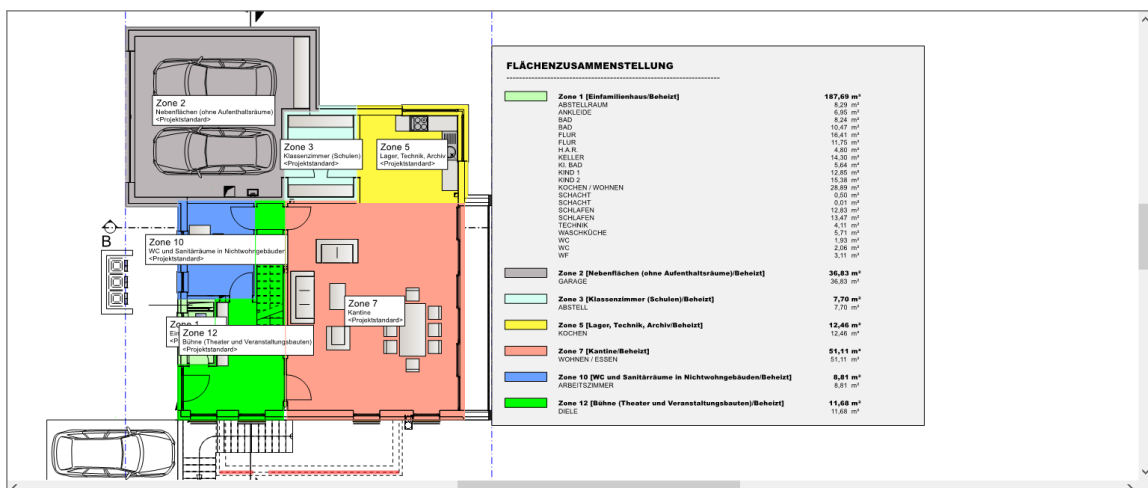 Zone 2
Nebenflächen (ohne Aufenthaltsräume)
<Projektstandard>
Zone 3
Klassenzimmer (Schulen)
<Projektstandard>
Zone 5
Lager, Technik, Archiv
<Projektstandard>
B
Zone 10
WC und Sanitärräume in Nichtwohngebäuden
<Projektstandard>
Zone 7
Kantine
<Projektstandard>
Zone 1
Ein
<P
Zone 12
Bühne (Theater und Veranstaltungsbauten)
<Projektstandard>
FLÄCHENZUSAMMENSTELLUNG
Zone 1 [Einfamilienhaus/Beheizt] 187,69 m²
ABSTELLRAUM 8,29 m²
ANKLEIDE 6,95 m²
BAD 8,24 m²
BAD 10,47 m²
FLUR 16,41 m²
FLUR 11,75 m²
H.A.R. 4,80 m²
KELLER 14,30 m²
KI. BAD 5,64 m²
KIND 1 12,85 m²
KIND 2 15,38 m²
KOCHEN / WOHNEN 28,89 m²
SCHACHT 0,50 m²
SCHACHT 0,01 m²
SCHLAFEN 12,83 m²
SCHLAFEN 13,47 m²
TECHNIK 4,11 m²
WASCHKÜCHE 5,71 m²
WC 1,93 m²
WC 2,06 m²
WF 3,11 m²
Zone 2 [Nebenflächen (ohne Aufenthaltsräume)/Beheizt] 36,83 m²
GARAGE 36,83 m²
Zone 3 [Klassenzimmer (Schulen)/Beheizt] 7,70 m²
ABSTELL 7,70 m²
Zone 5 [Lager, Technik, Archiv/Beheizt] 12,46 m²
KOCHEN 12,46 m²
Zone 7 [Kantine/Beheizt] 51,11 m²
WOHNEN / ESSEN 51,11 m²
Zone 10 [WC und Sanitärräume in Nichtwohngebäuden/Beheizt] 8,81 m²
ARBEITSZIMMER 8,81 m²
Zone 12 [Bühne (Theater und Veranstaltungsbauten)/Beheizt] 11,68 m²
DIELE 11,68 m²